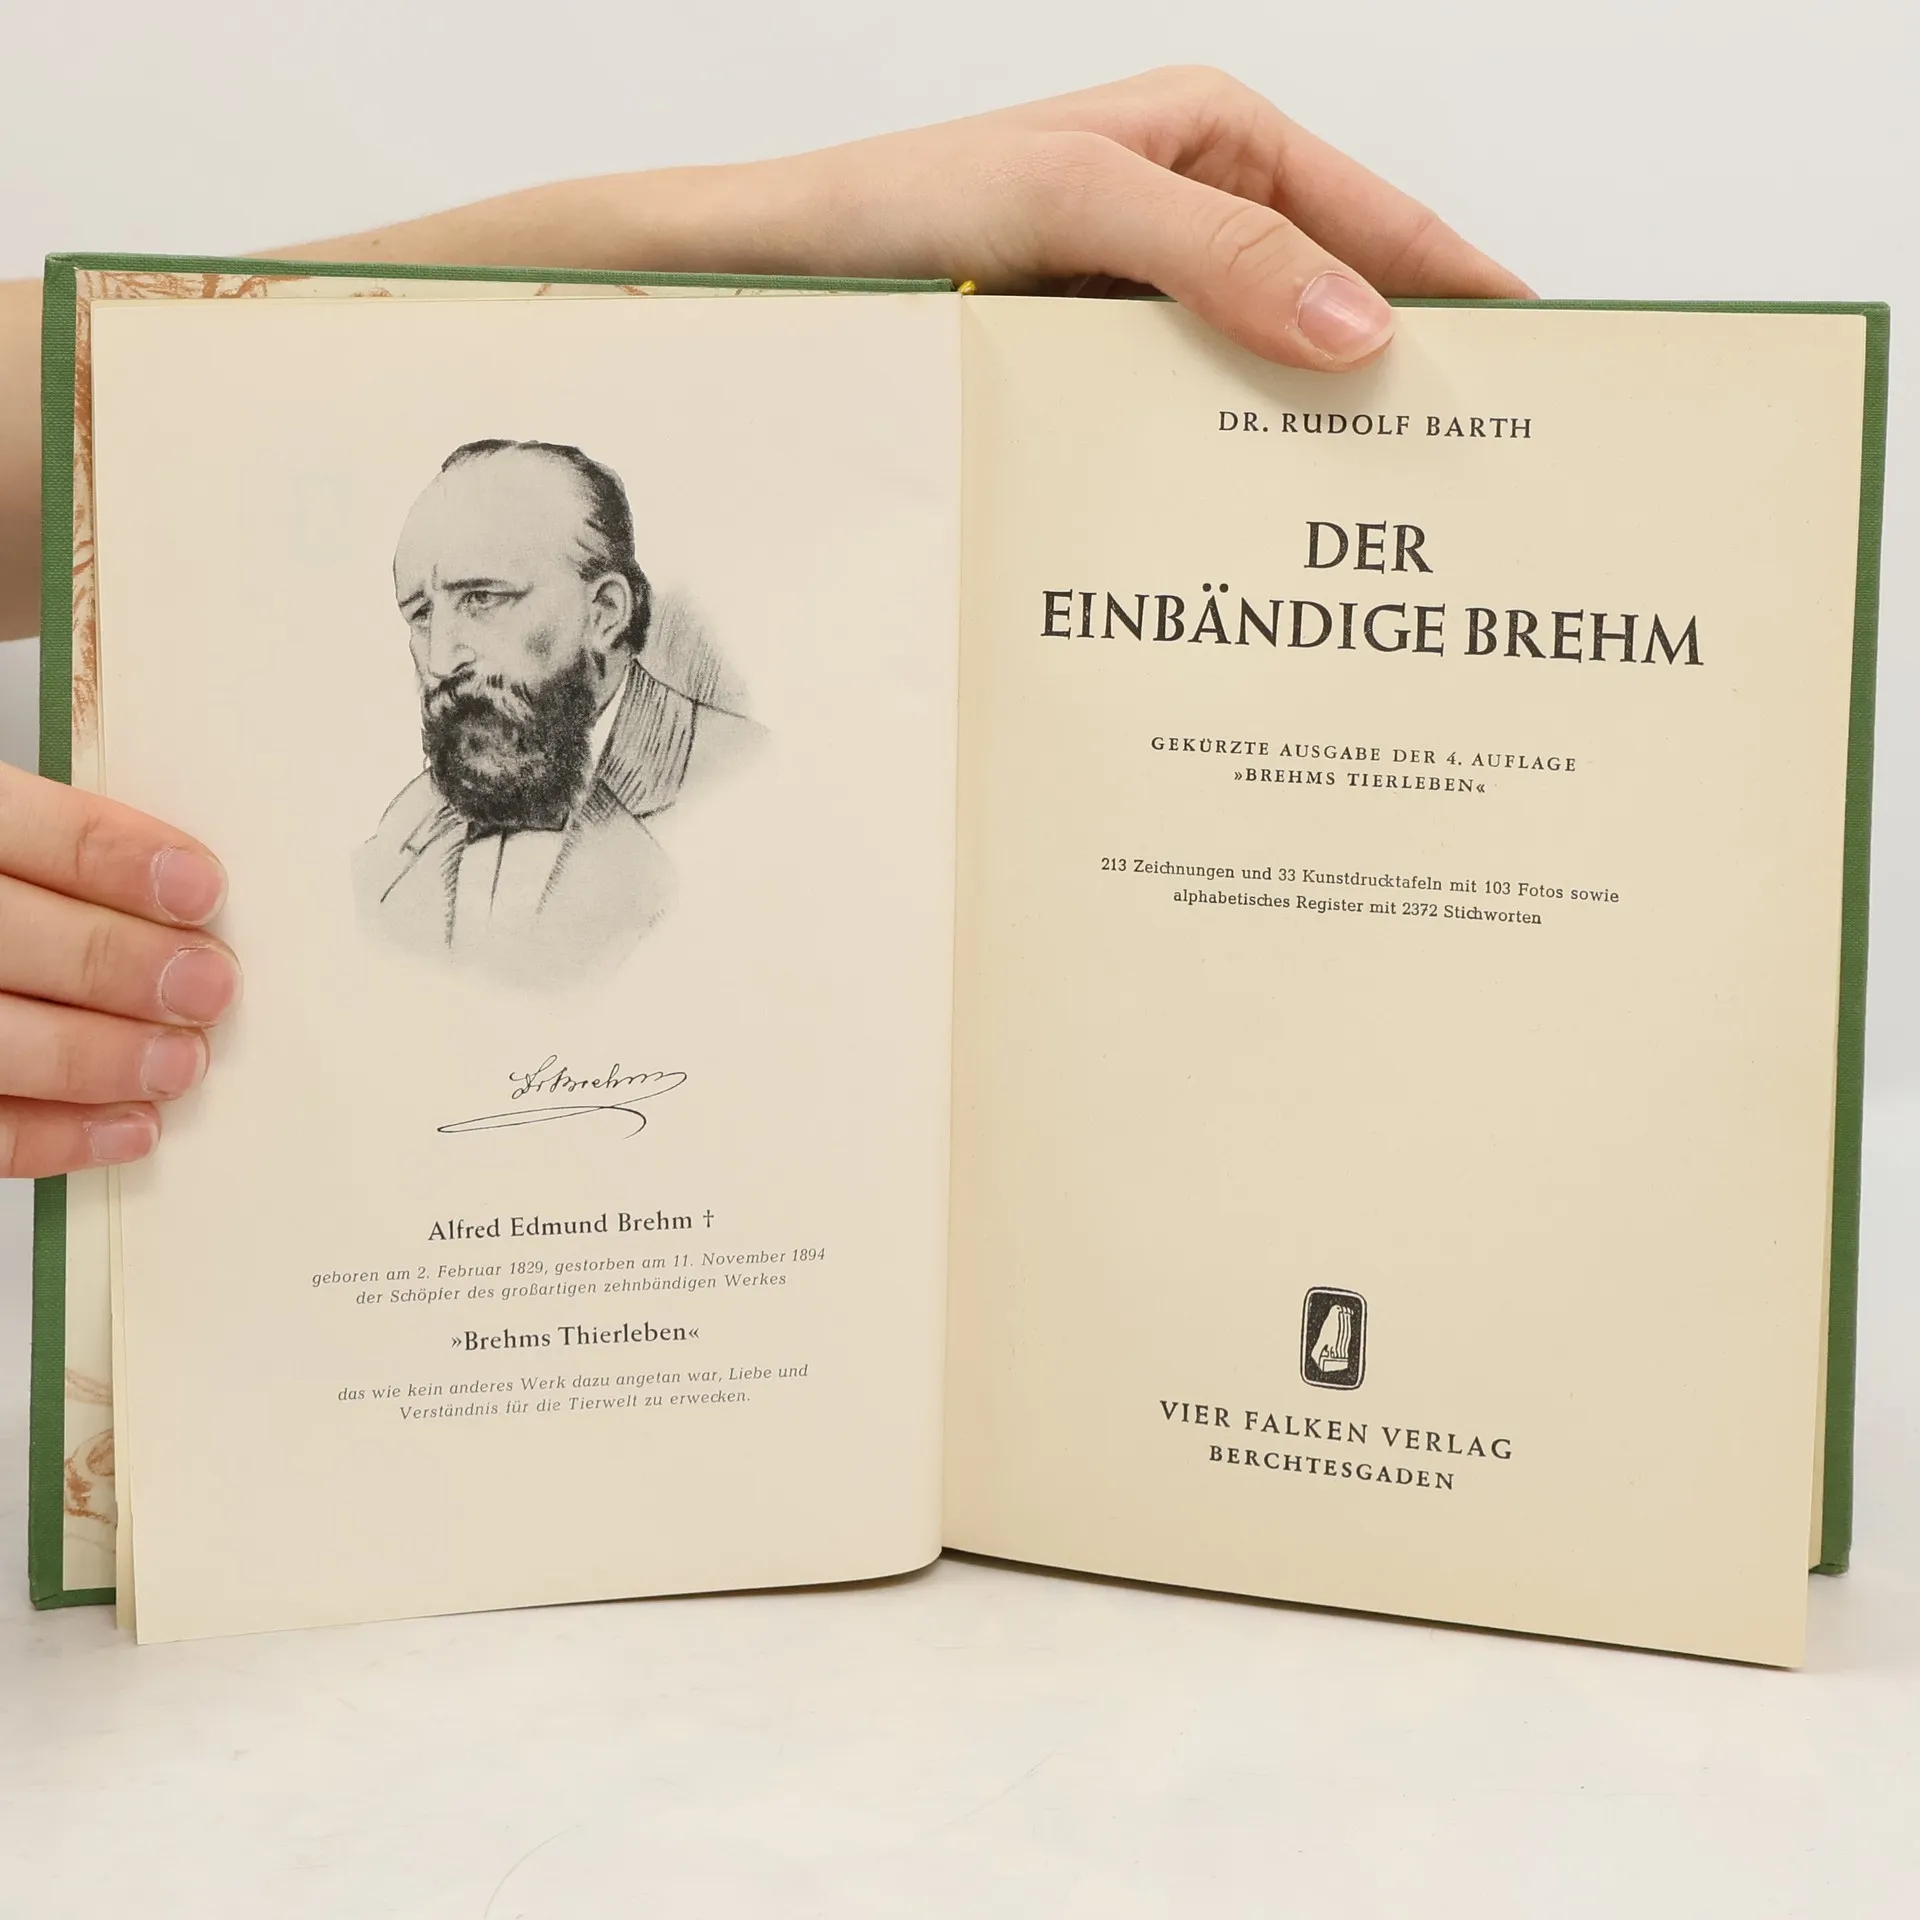 Dr Brehm
Alfred Edmund Brehm †
geboren am 2. Februar 1829, gestorben am 11. November 1894
der Schöpfer des großartigen zehnbändigen Werkes
»Brehms Thierleben«
das wie kein anderes Werk dazu angetan war, Liebe und
Verständnis für die Tierwelt zu erwecken.
DR. RUDOLF BARTH
DER
EINBÄNDIGE BREHM
GEKÜRZTE AUSGABE DER 4. AUFLAGE
»BREHMS TIERLEBEN«
213 Zeichnungen und 33 Kunstdrucktafeln mit 103 Fotos sowie
alphabetisches Register mit 2372 Stichworten
VIER FALKEN VERLAG
BERCHTESGADEN